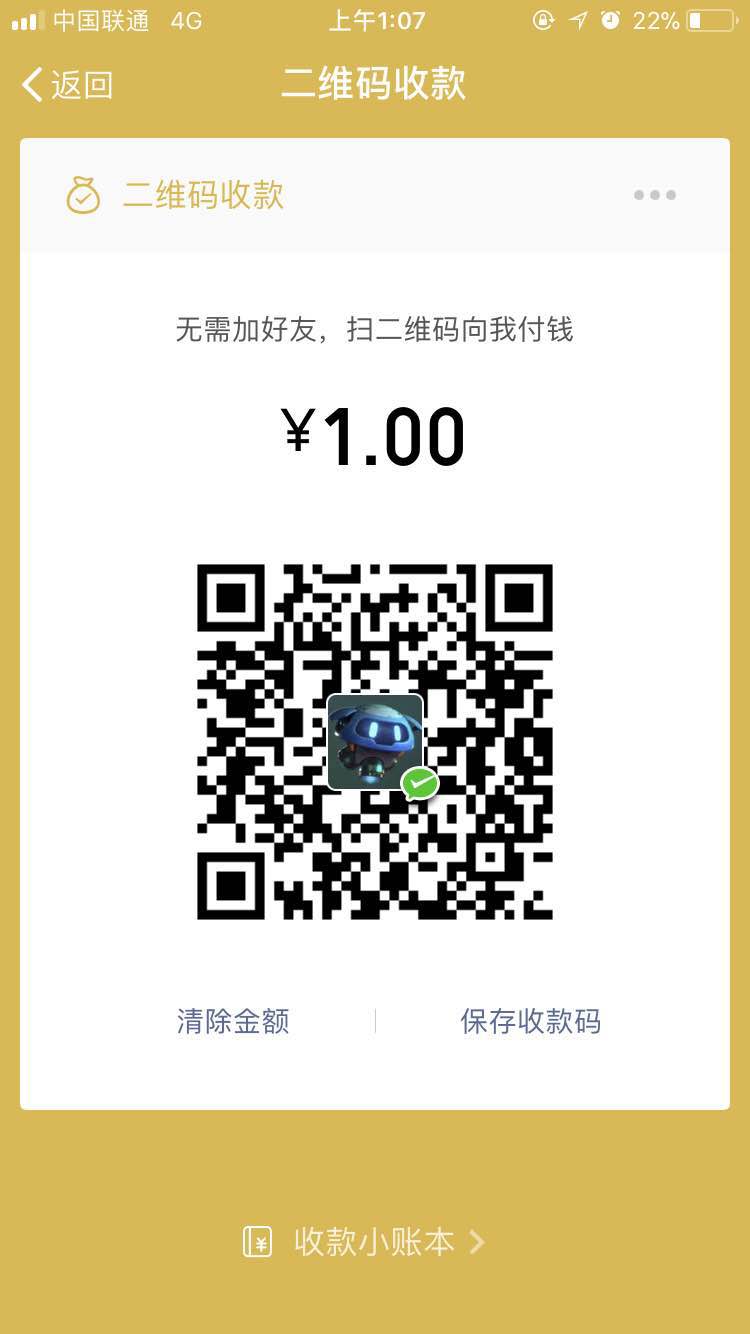 中国联通 4G 上午1:07 22%
返回 二维码收款
二维码收款
无需加好友，扫二维码向我付钱
¥1.00
清除金额 保存收款码
收款小账本